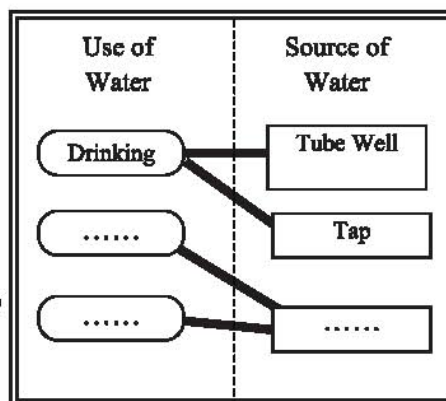 Use of
Water
Source of
Water
Drinking
Tube Well
Tap
......
......
......